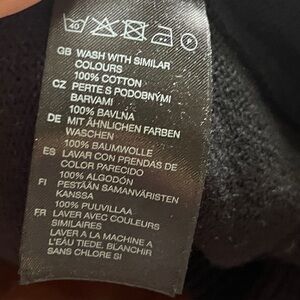 40
GB WASH WITH SIMILAR
COLOURS
100% COTTON
CZ PERTE S PODOBNÝMI
BARVAMI
100% BAVLNA
DE MIT ÄHNLICHEN FARBEN
WASCHEN
100% BAUMWOLLE
ES LAVAR CON PRENDAS DE
COLOR PARECIDO
100% ALGODÓN
FI PESTÄÄN SAMANVÄRISTEN
KANSSA
100% PUUVILLAA
FR LAVER AVEC COULEURS
SIMILAIRES
LAVER A LA MACHINE A
L'EAU TIEDE. BLANCHIR
SANS CHLORE SI